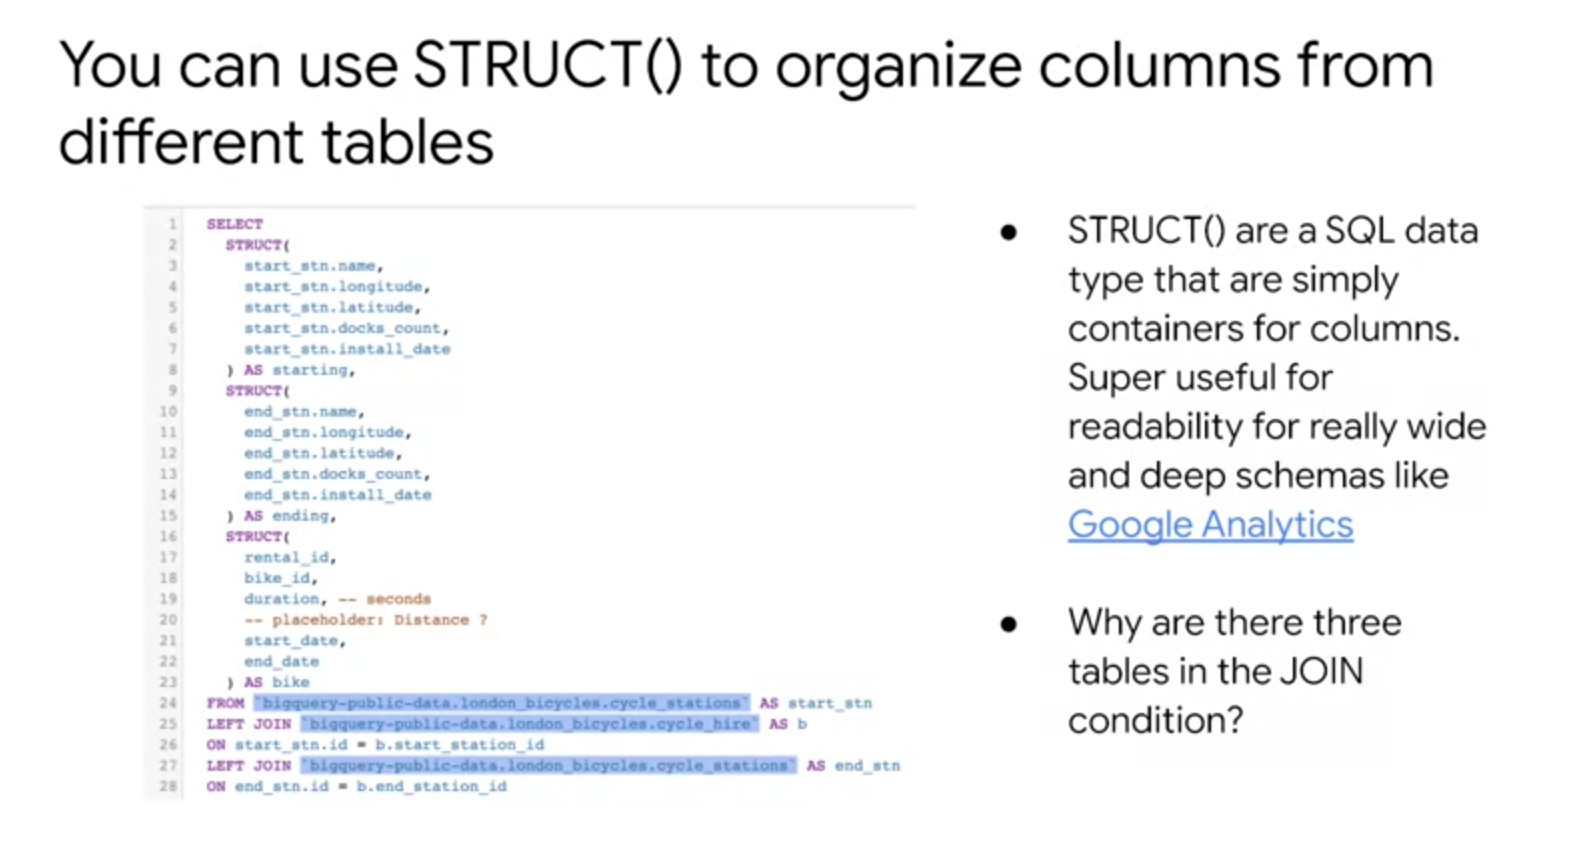 You can use STRUCT() to organize columns from
different tables
1 SELECT
2 STRUCT(
3 start_stn.name,
4 start_stn.longitude,
5 start_stn.latitude,
6 start_stn.docks_count,
7 start_stn.install_date
8 ) AS starting,
9 STRUCT(
10 end_stn.name,
11 end_stn.longitude,
12 end_stn.latitude,
13 end_stn.docks_count,
14 end_stn.install_date
15 ) AS ending,
16 STRUCT(
17 rental_id,
18 bike_id,
19 duration, -- seconds
20 -- placeholder: Distance ?
21 start_date,
22 end_date
23 ) AS bike
24 FROM `bigquery-public-data.london_bicycles.cycle_stations` AS start_stn
25 LEFT JOIN `bigquery-public-data.london_bicycles.cycle_hire` AS b
26 ON start_stn.id = b.start_station_id
27 LEFT JOIN `bigquery-public-data.london_bicycles.cycle_stations` AS end_stn
28 ON end_stn.id = b.end_station_id
● STRUCT() are a SQL data
type that are simply
containers for columns.
Super useful for
readability for really wide
and deep schemas like
Google Analytics
● Why are there three
tables in the JOIN
condition?